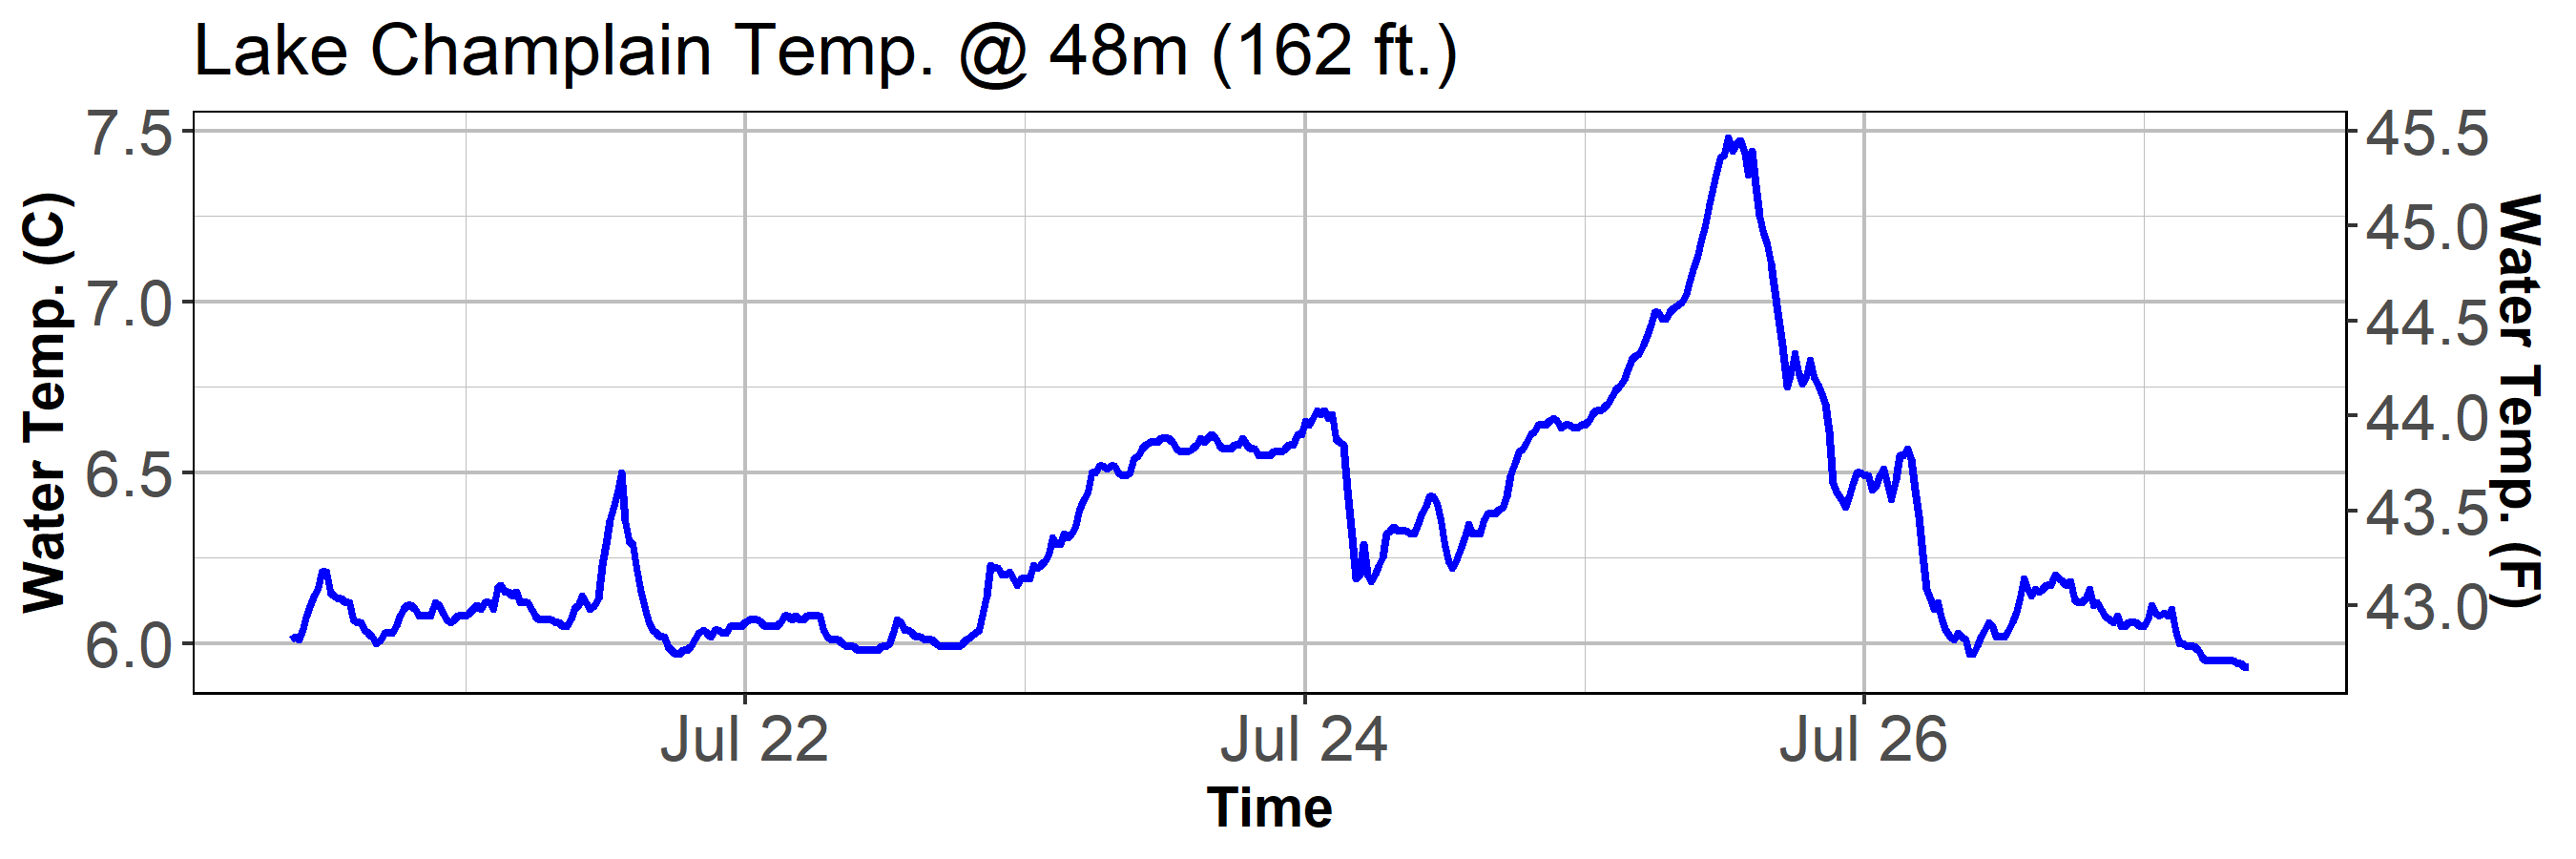 Lake Champlain Temp. @ 48m (162 ft.)
Water Temp. (C)
7.5
7.0
6.5
6.0
45.5
45.0
44.5
44.0
43.5
43.0
Water Temp. (F)
Jul 22 Jul 24 Jul 26
Time